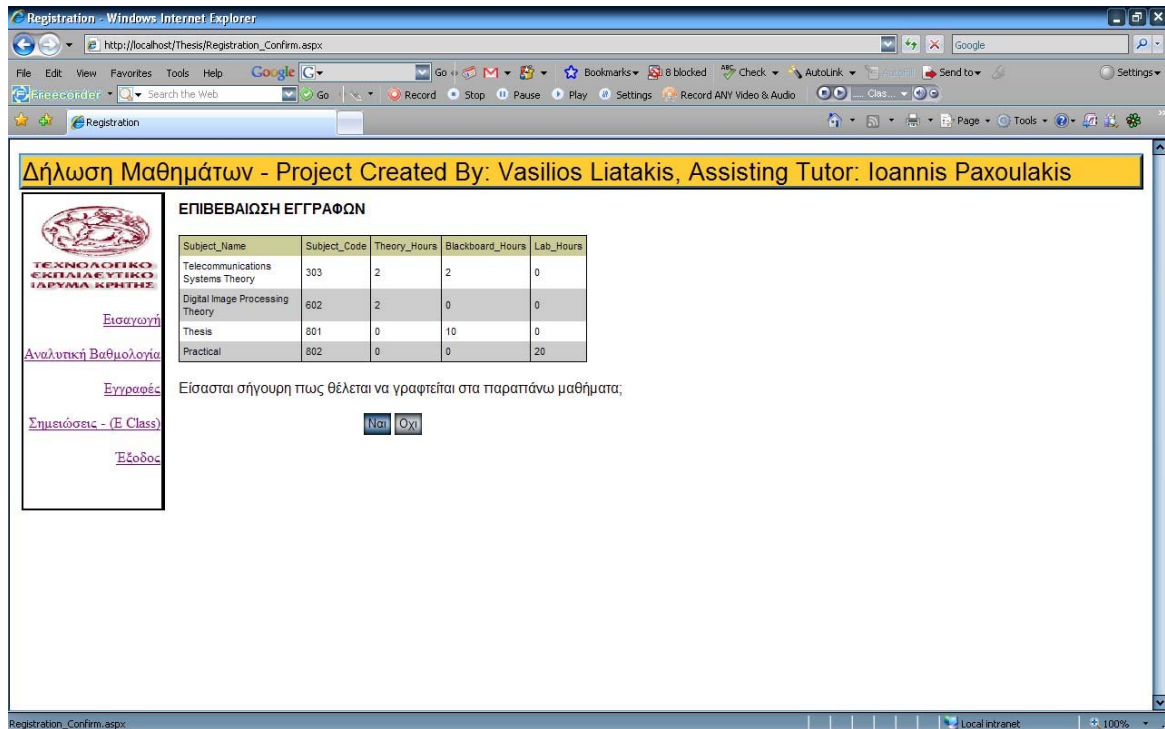 Registration - Windows Internet Explorer
http://localhost/Thesis/Registration_Confirm.aspx
Google
File Edit View Favorites Tools Help Google G Go Bookmarks 8 blocked Check AutoLink Send to Settings
Freecorder Search the Web Go Record Stop Pause Play Settings Record ANY Video & Audio .... Clas...
Registration
Page Tools
Δήλωση Μαθημάτων - Project Created By: Vasilios Liatakis, Assisting Tutor: Ioannis Paxoulakis
ΤΕΧΝΟΛΟΓΙΚΟ
ΕΚΠΑΙΔΕΥΤΙΚΟ
ΙΔΡΥΜΑ ΚΡΗΤΗΣ
Εισαγωγή
Αναλυτική Βαθμολογία
Εγγραφές
Σημειώσεις - (E Class)
Έξοδος
ΕΠΙΒΕΒΑΙΩΣΗ ΕΓΓΡΑΦΩΝ
Subject_Name Subject_Code Theory_Hours Blackboard_Hours Lab_Hours
Telecommunications
Systems Theory 303 2 2 0
Digital Image Processing
Theory 602 2 0 0
Thesis 801 0 10 0
Practical 802 0 0 20
Είσασται σήγουρη πως θέλεται να γραφτείται στα παραπάνω μαθήματα;
Ναι Οχι
Registration_Confirm.aspx
Local intranet
100%